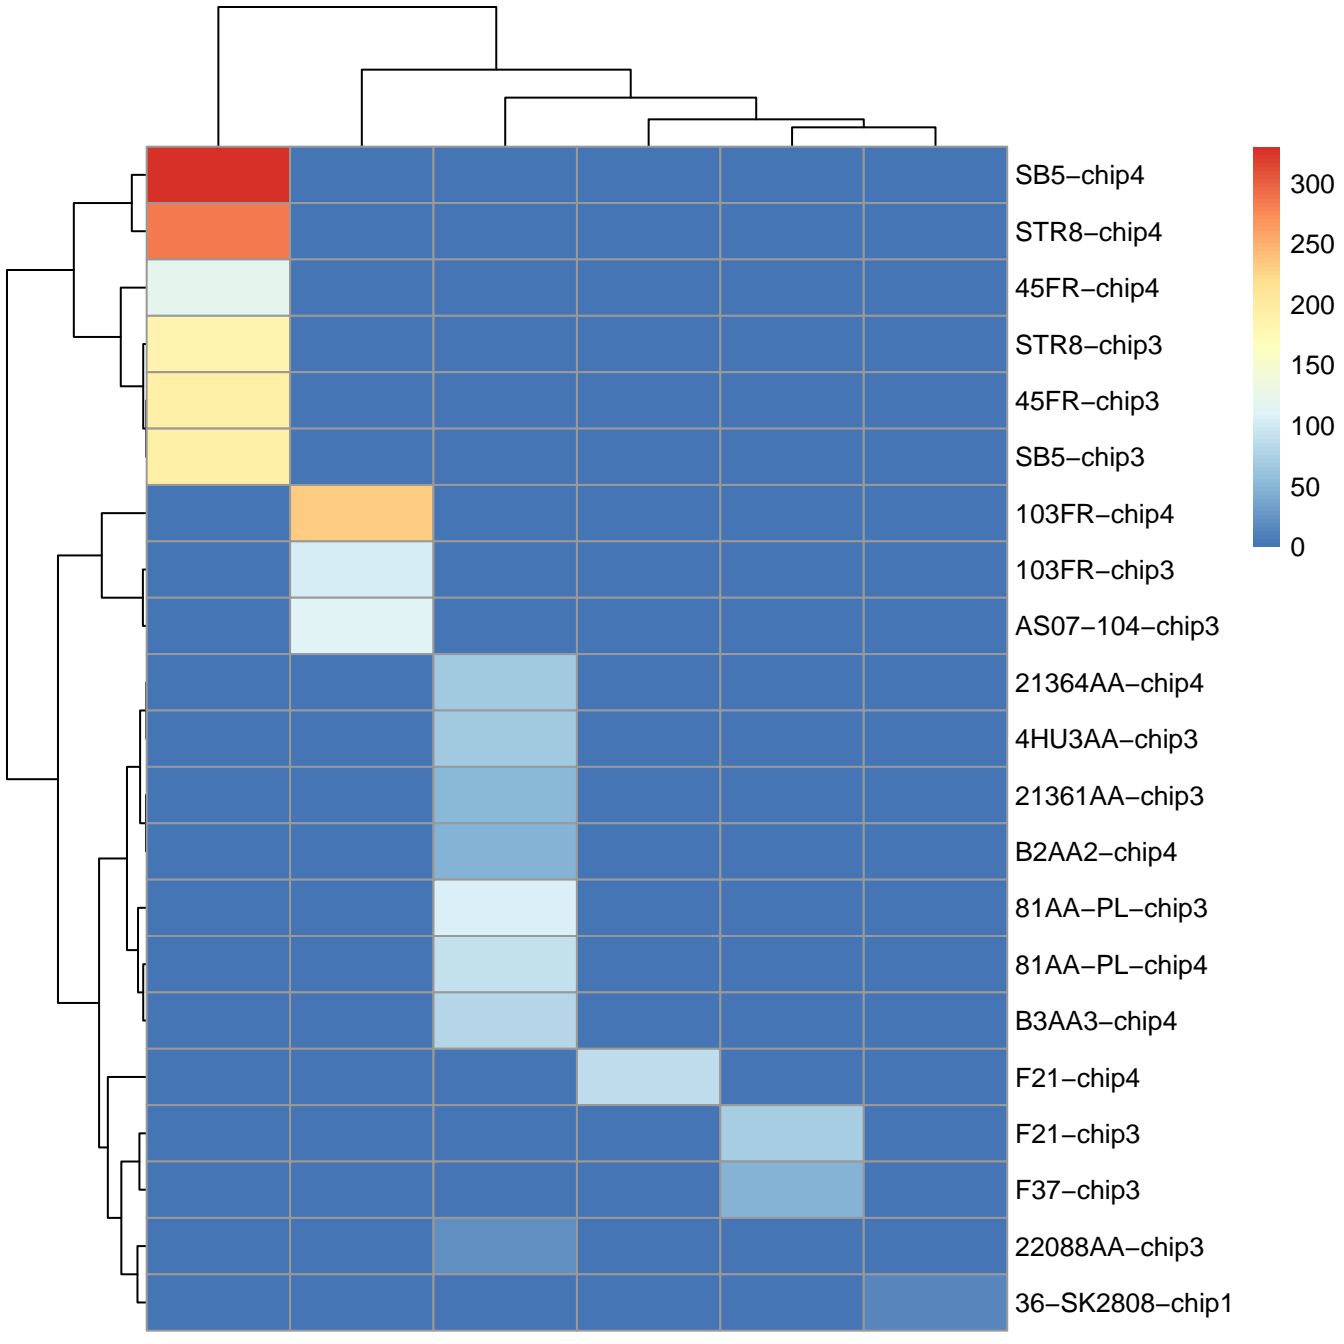 SB5−chip4
STR8−chip4
45FR−chip4
STR8−chip3
45FR−chip3
SB5−chip3
103FR−chip4
103FR−chip3
AS07−104−chip3
21364AA−chip4
4HU3AA−chip3
21361AA−chip3
B2AA2−chip4
81AA−PL−chip3
81AA−PL−chip4
B3AA3−chip4
F21−chip4
F21−chip3
F37−chip3
22088AA−chip3
36−SK2808−chip1
300
250
200
150
100
50
0